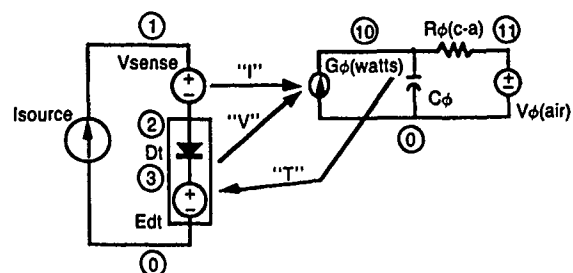 1
Vsense
"I"
Isource
2
Dt
"V"
3
Edt
0
"T"
10
Gϕ(watts)
Rϕ(c-a)
11
Cϕ
Vϕ(air)
0